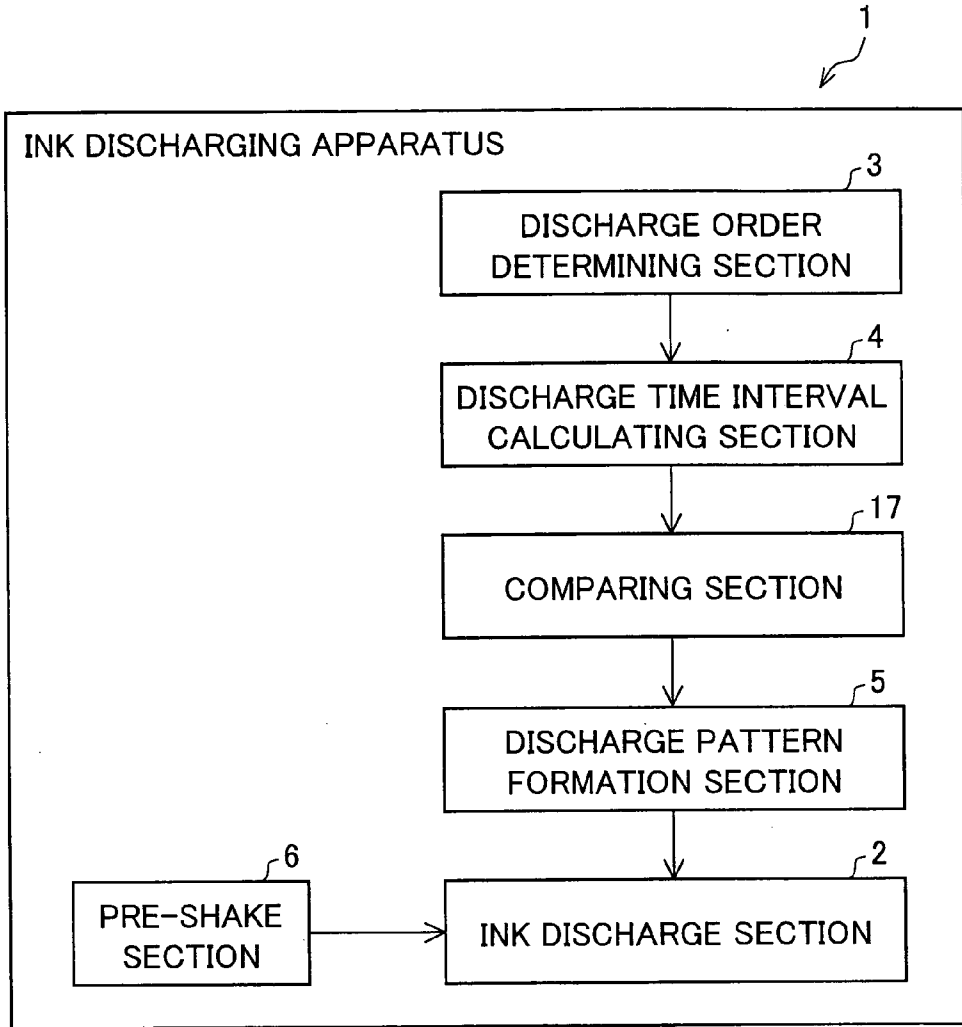 1
INK DISCHARGING APPARATUS
3
DISCHARGE ORDER
DETERMINING SECTION
4
DISCHARGE TIME INTERVAL
CALCULATING SECTION
17
COMPARING SECTION
5
DISCHARGE PATTERN
FORMATION SECTION
6
PRE-SHAKE
SECTION
2
INK DISCHARGE SECTION